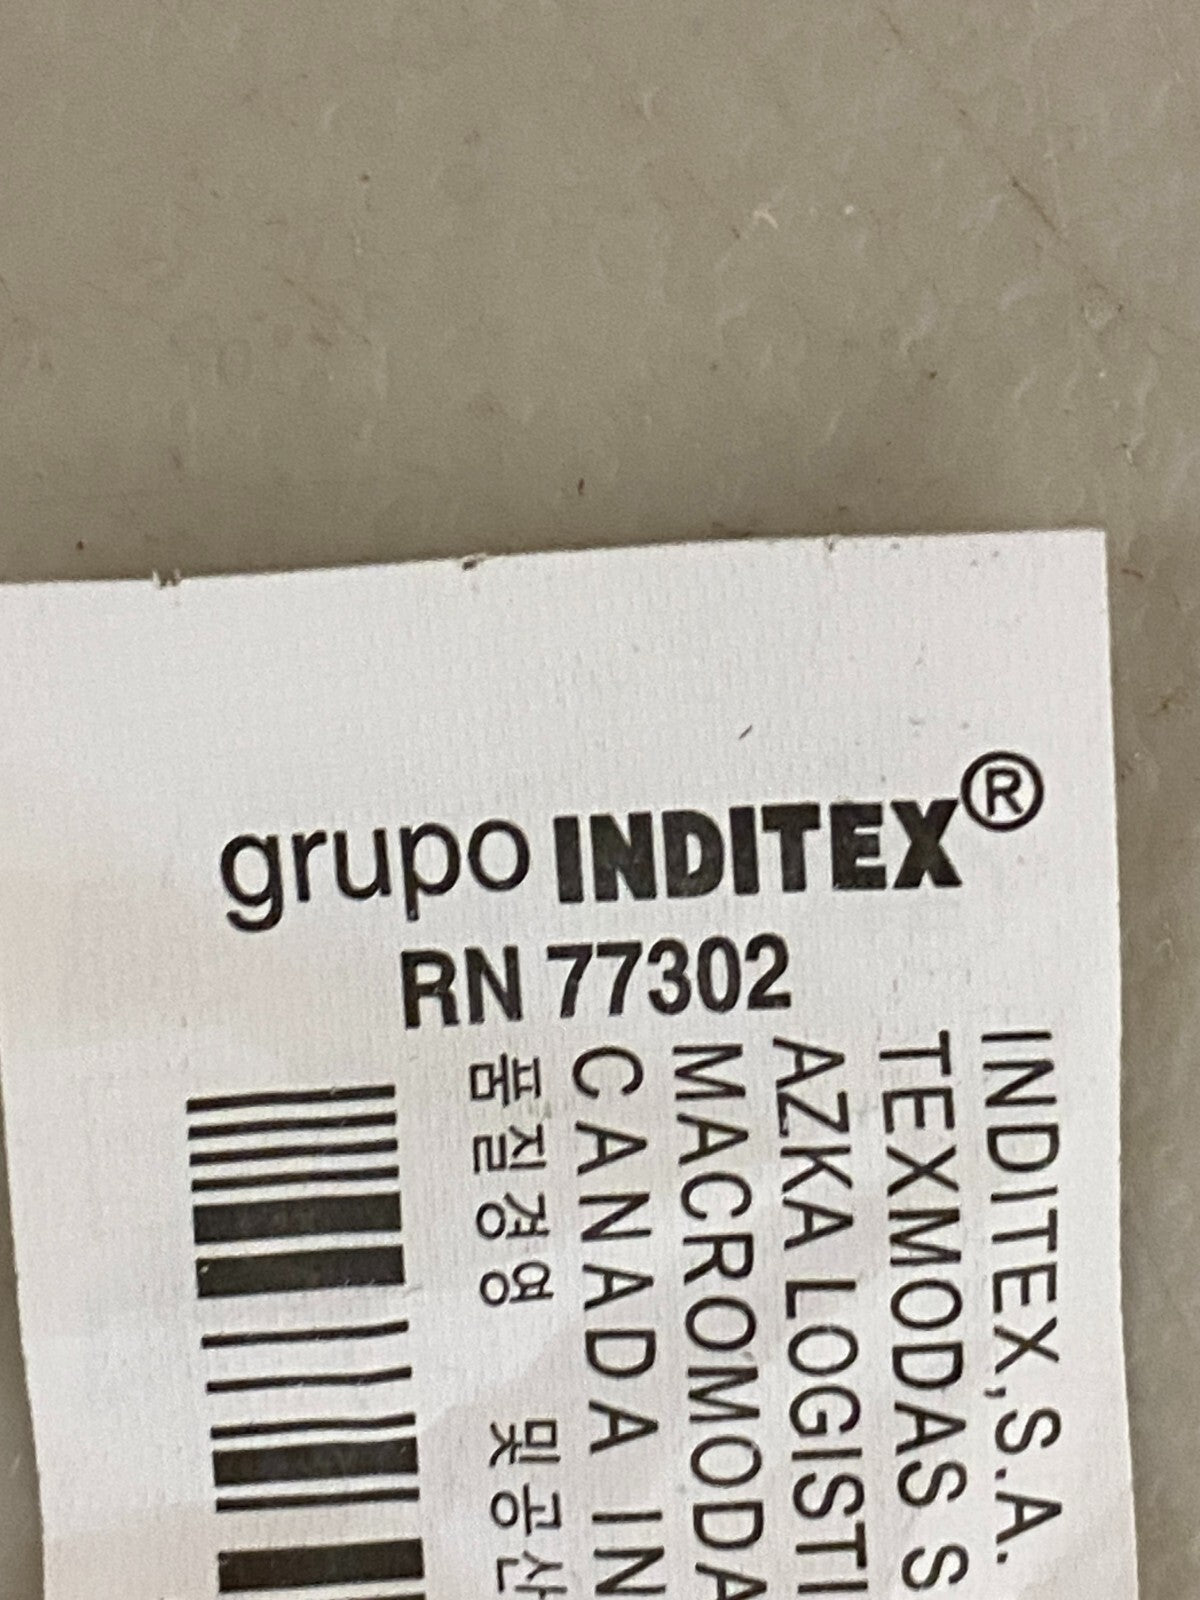 grupo INDITEX®
RN 77302
INDITEX,S.A.
TEXMODAS S
AZKA LOGISTI
MACROMODA
CANADA IN
품질경영 및공산